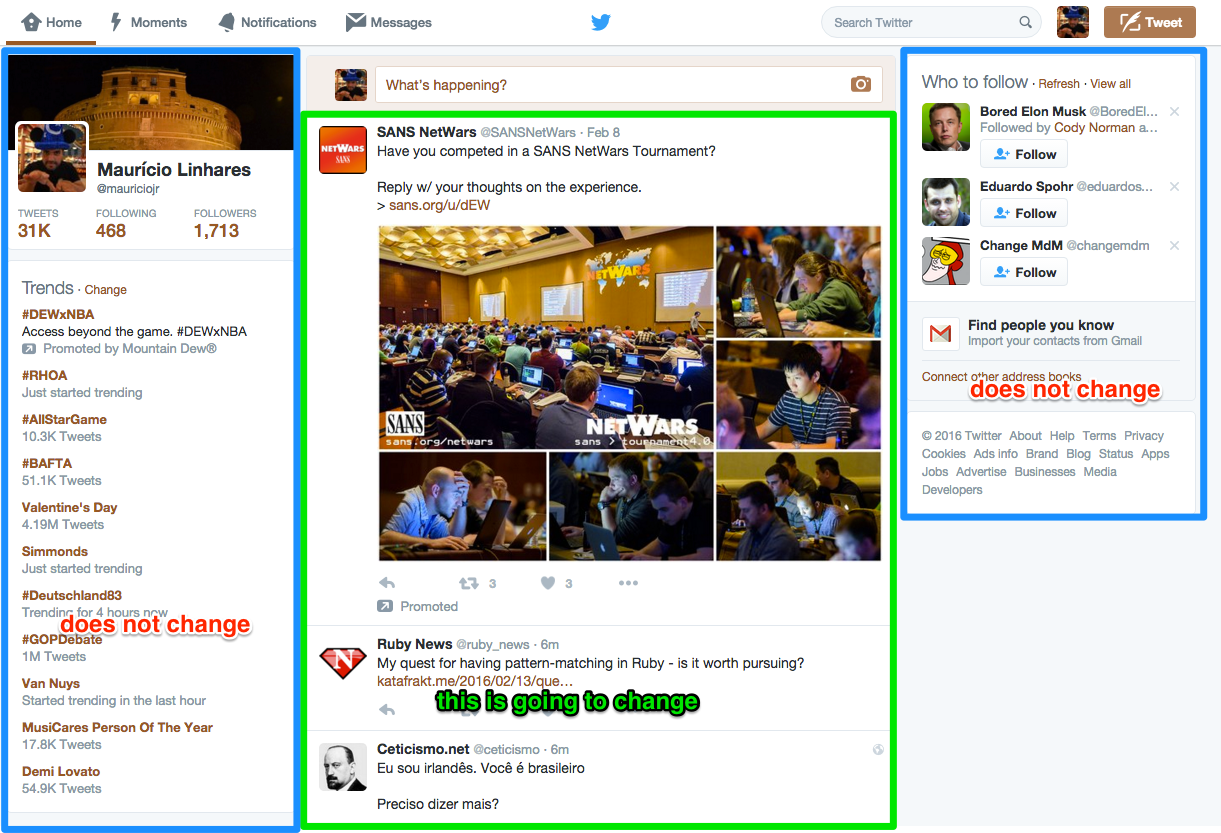 Home
Moments
Notifications
Messages
Search Twitter
Tweet
Maurício Linhares
@mauriciojr
TWEETS FOLLOWING FOLLOWERS
31K 468 1,713
Trends · Change
#DEWxNBA
Access beyond the game. #DEWxNBA
Promoted by Mountain Dew®
#RHOA
Just started trending
#AllStarGame
10.3K Tweets
#BAFTA
51.1K Tweets
Valentine's Day
4.19M Tweets
Simmonds
Just started trending
#Deutschland83
Trending for 4 hours now
does not change
#GOPDebate
1M Tweets
Van Nuys
Started trending in the last hour
MusiCares Person Of The Year
17.8K Tweets
Demi Lovato
54.9K Tweets
What's happening?
NETWARS
SANS
SANS NetWars @SANSNetWars · Feb 8
Have you competed in a SANS NetWars Tournament?
Reply w/ your thoughts on the experience.
> sans.org/u/dEW
NETWARS
SANS
sans.org/netwars
NETWARS
sans > tournament4.0
3 3
Promoted
N
Ruby News @ruby_news · 6m
My quest for having pattern-matching in Ruby - is it worth pursuing?
katafrakt.me/2016/02/13/que…
this is going to change
Ceticismo.net @ceticismo · 6m
Eu sou irlandês. Você é brasileiro
Preciso dizer mais?
Who to follow · Refresh · View all
Bored Elon Musk @BoredEl...
Followed by Cody Norman a...
Follow
Eduardo Spohr @eduardos...
Follow
Change MdM @changemdm
Follow
Find people you know
Import your contacts from Gmail
Connect other address books
does not change
© 2016 Twitter About Help Terms Privacy
Cookies Ads info Brand Blog Status Apps
Jobs Advertise Businesses Media
Developers